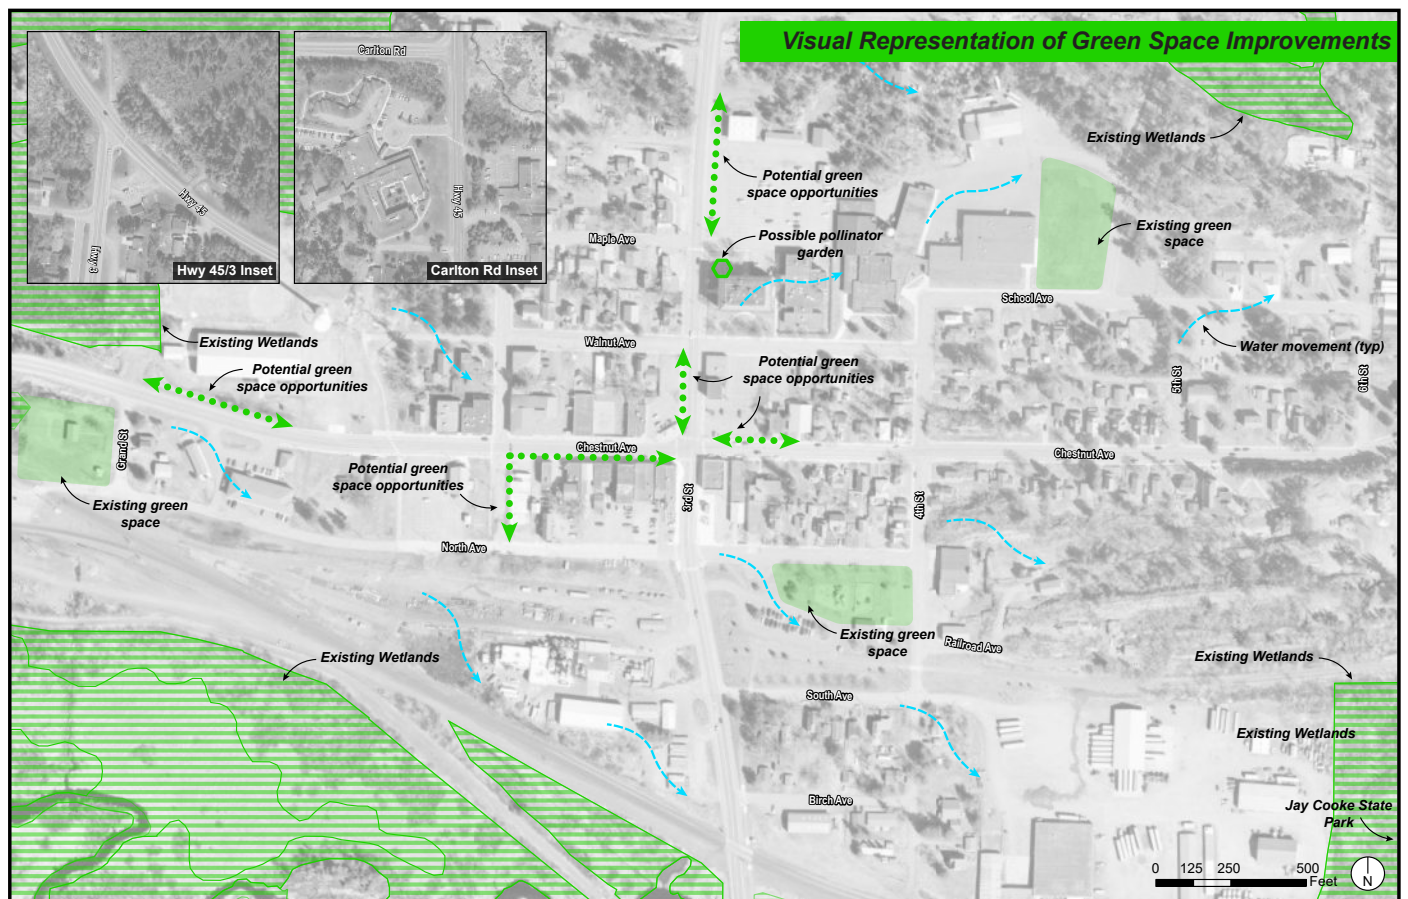 Visual Representation of Green Space Improvements
Carlton Rd
Hwy 45
Hwy 3
Hwy 45/3 Inset
Hwy 45
Carlton Rd Inset
Existing Wetlands
Potential green
space opportunities
Existing green
space
Maple Ave
Possible pollinator
garden
School Ave
Existing Wetlands
Walnut Ave
Water movement (typ)
Potential green
space opportunities
Potential green
space opportunities
5th St
6th St
Grand St
Chestnut Ave
Chestnut Ave
Potential green
space opportunities
Existing green
space
3rd St
4th St
North Ave
Existing green
space
Railroad Ave
Existing Wetlands
Existing Wetlands
South Ave
Existing Wetlands
Birch Ave
Jay Cooke State
Park
0 125 250 500
Feet
N